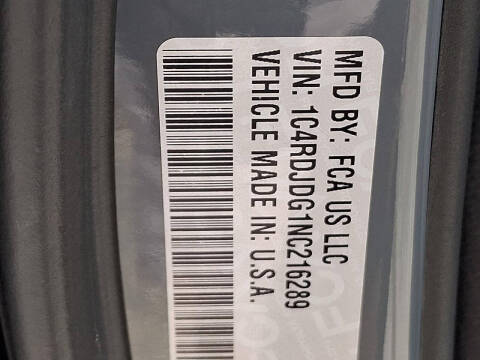 MFD BY: FCA US LLC
VIN: 1C4RDJDG1NC216289
VEHICLE MADE IN: U.S.A.